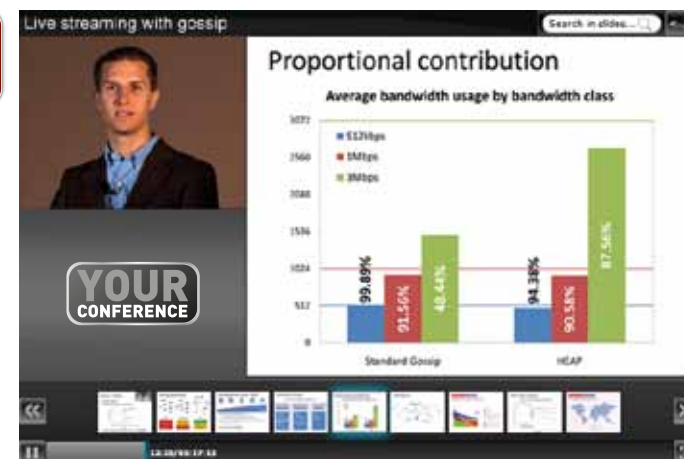 Live streaming with gossip
Search in slides...
Proportional contribution
Average bandwidth usage by bandwidth class
3072
2560
2048
1536
1024
512
0
512kbps
1Mbps
3Mbps
99.89%
91.56%
48.44%
94.38%
90.58%
87.56%
Standard Gossip
HEAP
YOUR
CONFERENCE